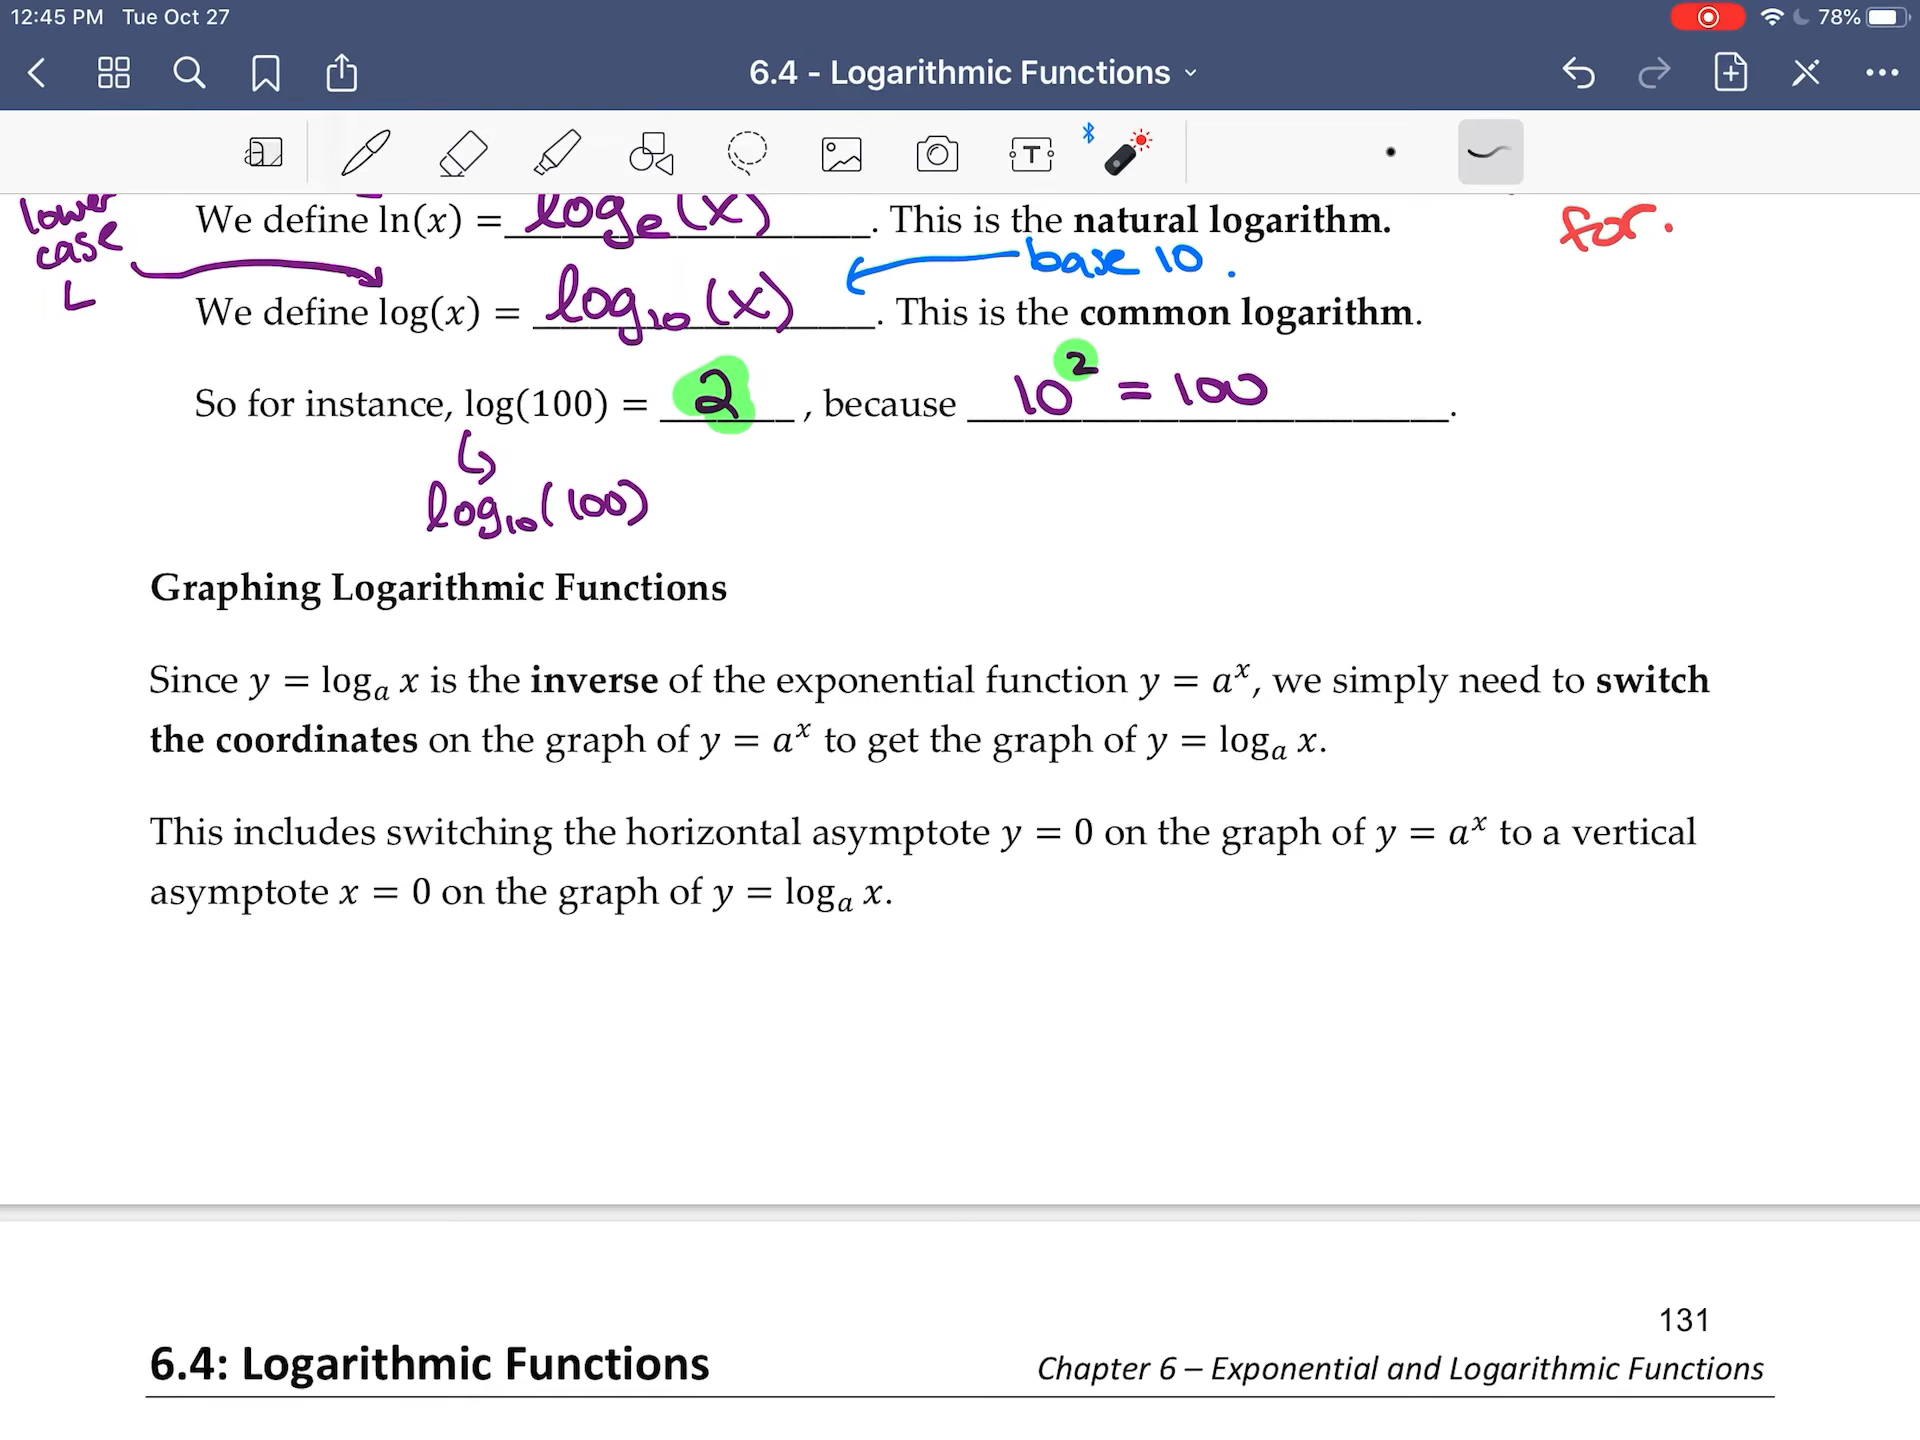 12:45 PM Tue Oct 27 78%
6.4 - Logarithmic Functions
lower
case
L
We define ln(x) = logₑ(x). This is the natural logarithm.
for.
base 10.
We define log(x) = log₁₀(x). This is the common logarithm.
So for instance, log(100) = 2, because 10² = 100.
log₁₀(100)
Graphing Logarithmic Functions
Since y = logₐ x is the inverse of the exponential function y = aˣ, we simply need to switch
the coordinates on the graph of y = aˣ to get the graph of y = logₐ x.
This includes switching the horizontal asymptote y = 0 on the graph of y = aˣ to a vertical
asymptote x = 0 on the graph of y = logₐ x.
131
6.4: Logarithmic Functions Chapter 6 – Exponential and Logarithmic Functions